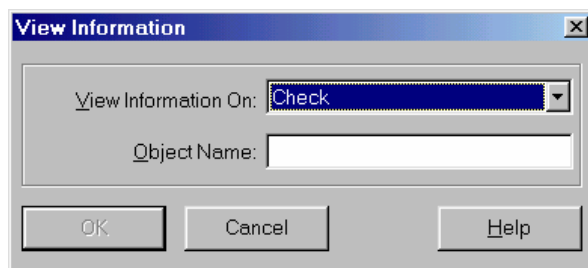 View Information
View Information On: Check
Object Name:
OK Cancel Help